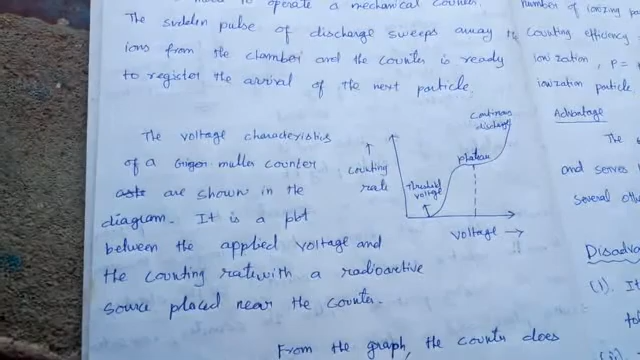 to operate a mechanical counter.
The sudden pulse of discharge sweeps away the
ions from the chamber and the counter is ready
to register the arrival of the next particle.
The voltage characteristics
of a Griger muller counter
are shown in the
diagram. It is a plot
between the applied voltage and
the counting rate with a radioactive
source placed near the counter.
From the graph, the counter does
counting
rate
Threshold
voltage
plateau
continuous
discharge
voltage
number of ionizing
Counting efficiency =
ionization, P =
ionization particle.
Advantage
The
and serves
several
Disadva
(1). It